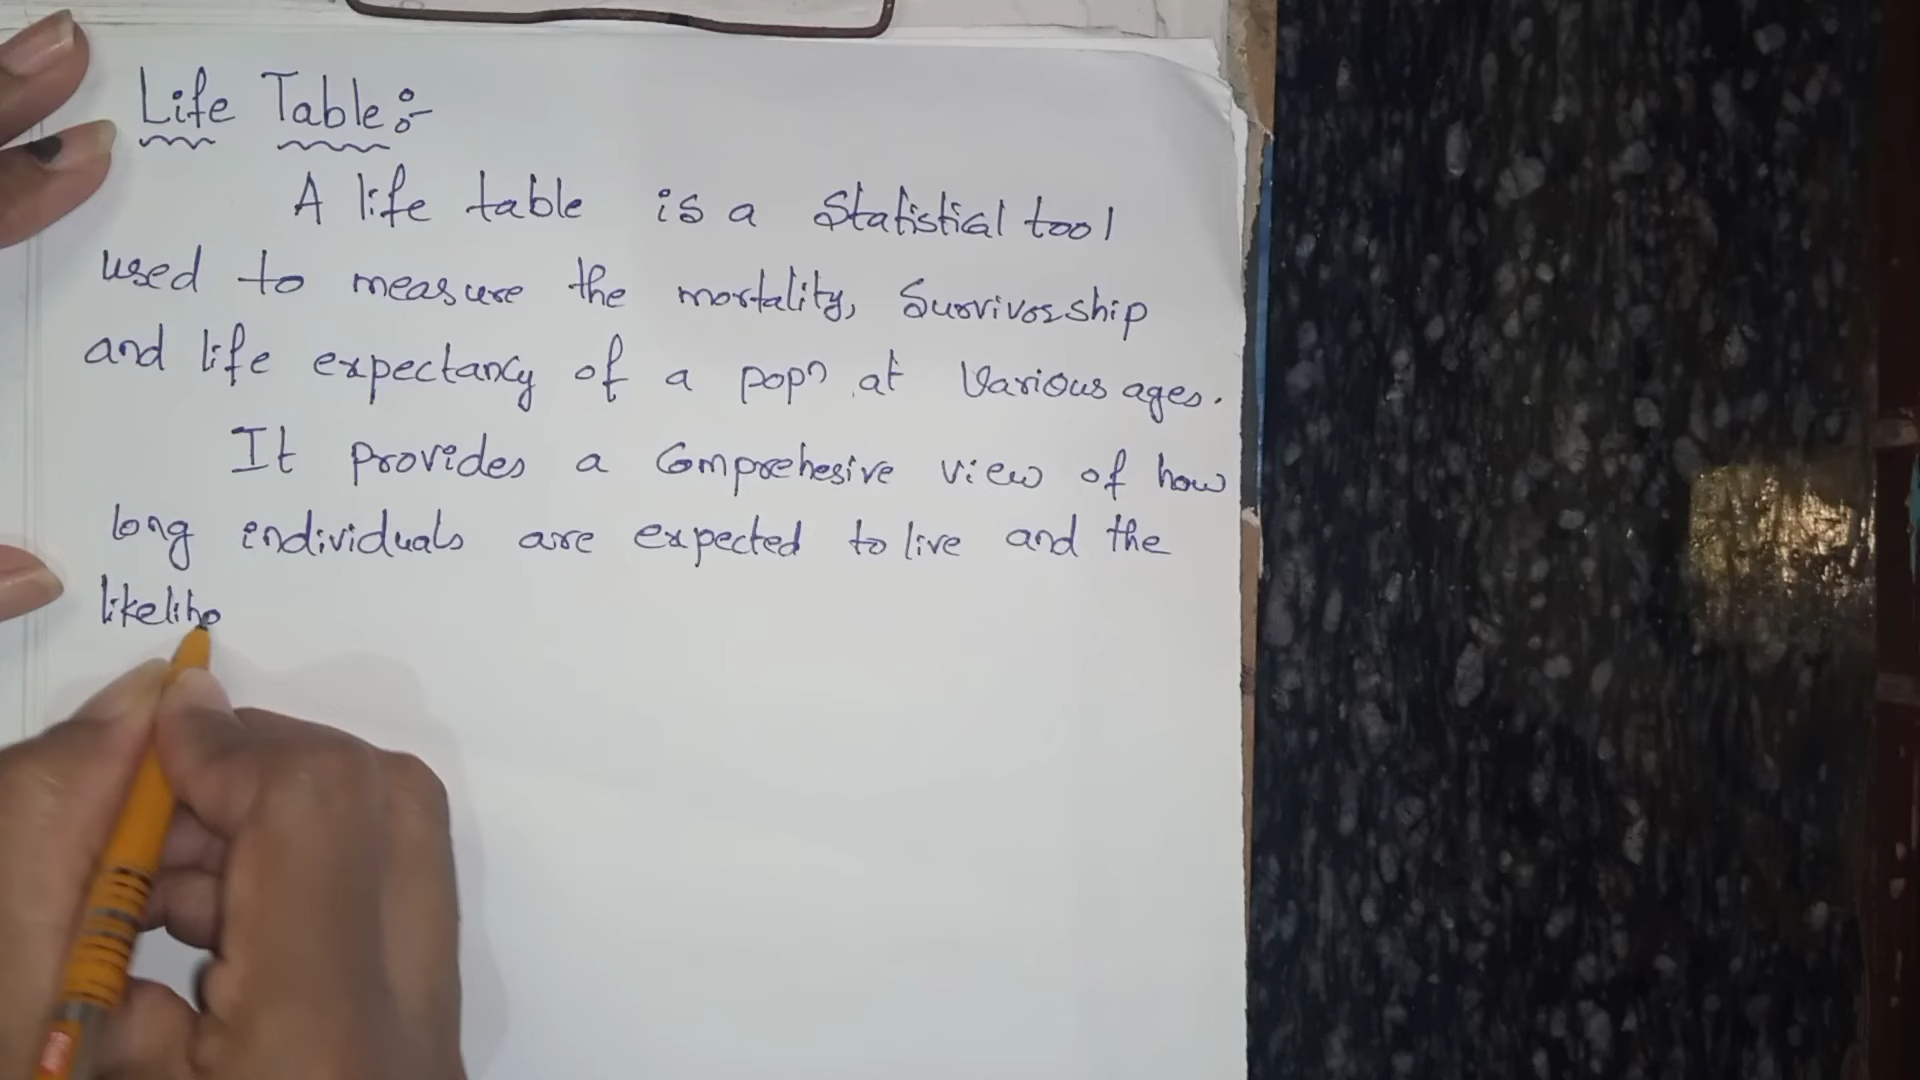 Life Table:-
A life table is a Statistical tool
used to measure the mortality, Survivorship
and life expectancy of a popn at Various ages.
It provides a Comprehesive view of how
long individuals are expected to live and the
likeliho